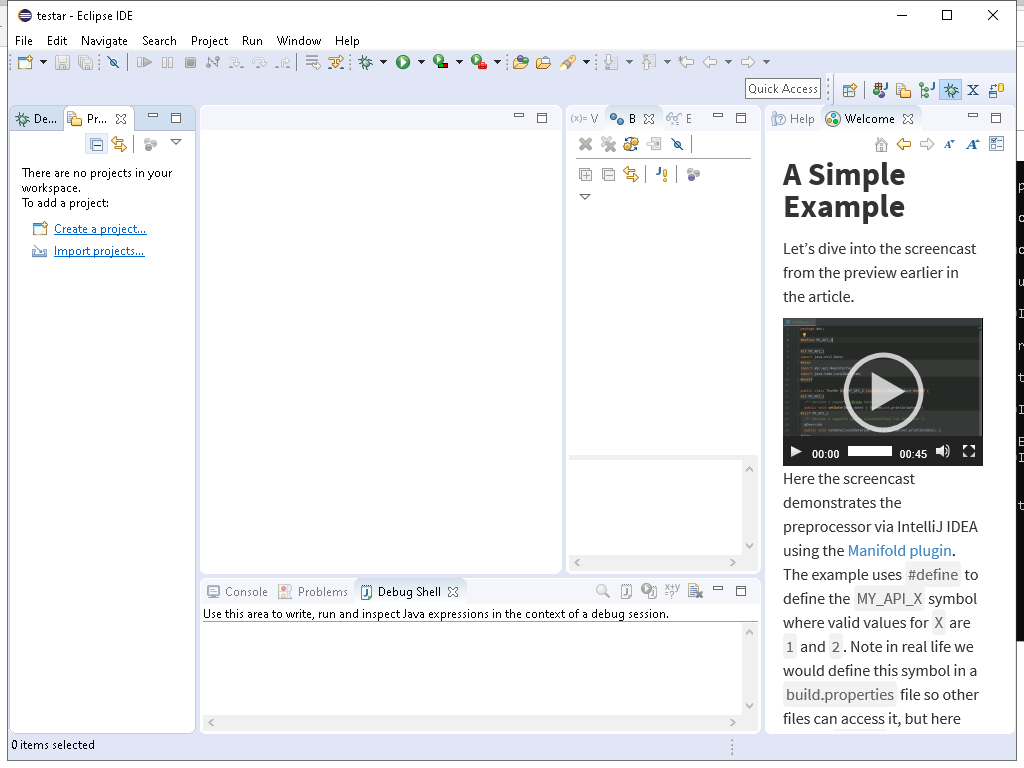 testar - Eclipse IDE
File Edit Navigate Search Project Run Window Help
Quick Access
De... Pr...
There are no projects in your
workspace.
To add a project:
Create a project...
Import projects...
(x)= V B E
Help Welcome
A Simple
Example
Let's dive into the screencast
from the preview earlier in
the article.
00:00 00:45
Here the screencast
demonstrates the
preprocessor via IntelliJ IDEA
using the Manifold plugin.
The example uses #define to
define the MY_API_X symbol
where valid values for X are
1 and 2. Note in real life we
would define this symbol in a
build.properties file so other
files can access it, but here
Console Problems Debug Shell
Use this area to write, run and inspect Java expressions in the context of a debug session.
0 items selected